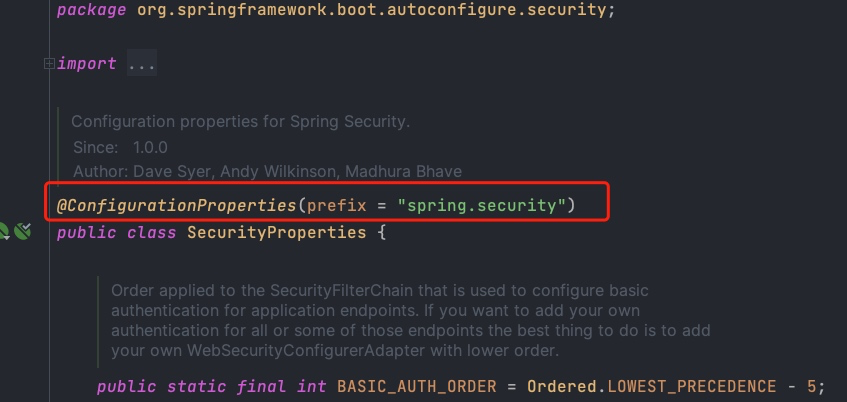 package org.springframework.boot.autoconfigure.security;
import ...
Configuration properties for Spring Security.
Since: 1.0.0
Author: Dave Syer, Andy Wilkinson, Madhura Bhave
@ConfigurationProperties(prefix = "spring.security")
public class SecurityProperties {
Order applied to the SecurityFilterChain that is used to configure basic
authentication for application endpoints. If you want to add your own
authentication for all or some of those endpoints the best thing to do is to add
your own WebSecurityConfigurerAdapter with lower order.
public static final int BASIC_AUTH_ORDER = Ordered.LOWEST_PRECEDENCE - 5;